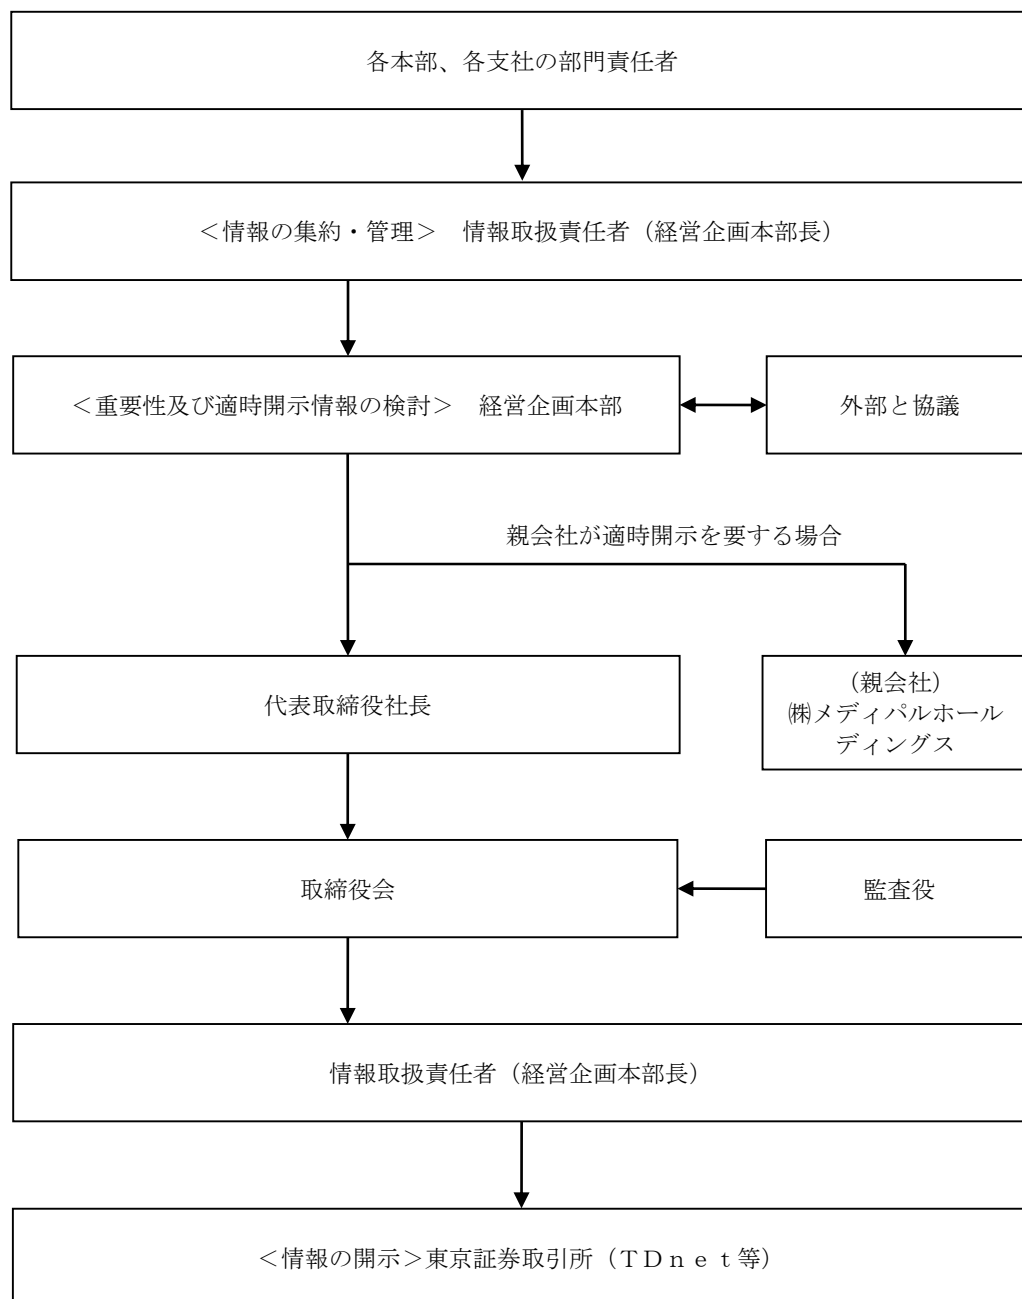 各本部、各支社の部門責任者
＜情報の集約・管理＞　情報取扱責任者（経営企画本部長）
＜重要性及び適時開示情報の検討＞　経営企画本部
外部と協議
親会社が適時開示を要する場合
代表取締役社長
（親会社）
㈱メディパルホール
ディングス
取締役会
監査役
情報取扱責任者（経営企画本部長）
＜情報の開示＞東京証券取引所（ＴＤｎｅｔ等）